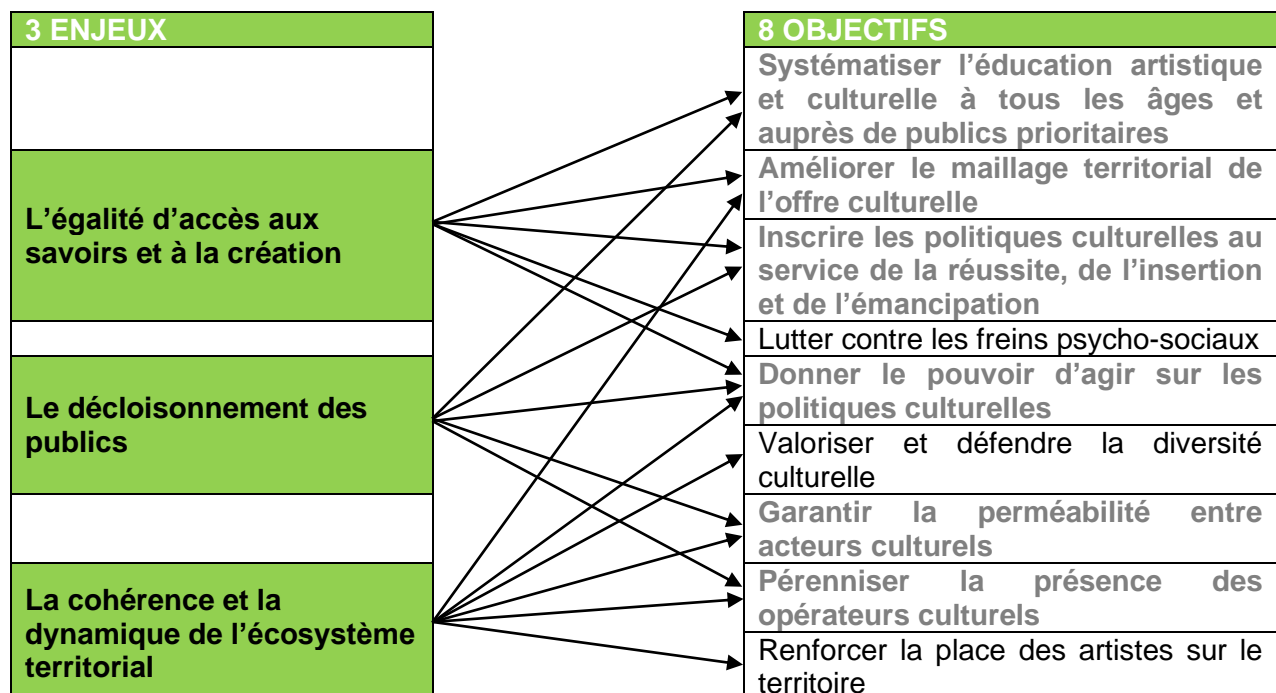 3 ENJEUX
L’égalité d’accès aux
savoirs et à la création
Le décloisonnement des
publics
La cohérence et la
dynamique de l’écosystème
territorial
8 OBJECTIFS
Systématiser l’éducation artistique
et culturelle à tous les âges et
auprès de publics prioritaires
Améliorer le maillage territorial de
l’offre culturelle
Inscrire les politiques culturelles au
service de la réussite, de l’insertion
et de l’émancipation
Lutter contre les freins psycho-sociaux
Donner le pouvoir d’agir sur les
politiques culturelles
Valoriser et défendre la diversité
culturelle
Garantir la perméabilité entre
acteurs culturels
Pérenniser la présence des
opérateurs culturels
Renforcer la place des artistes sur le
territoire